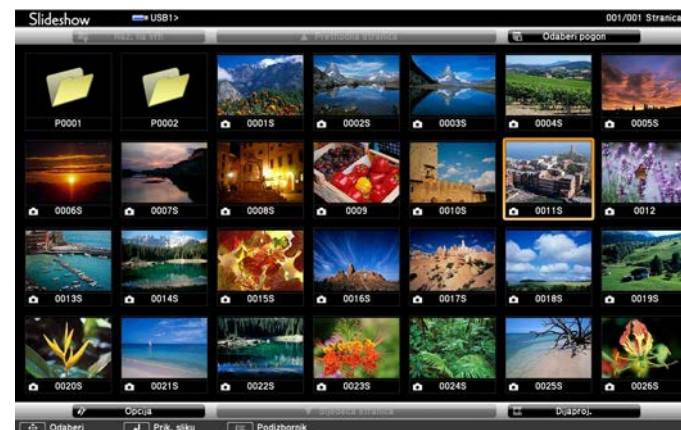 Slideshow USB1> 001/001 Stranica
Naz. na vrh Prethodna stranica Odaberi pogon
P0001 P0002 0001S 0002S 0003S 0004S 0005S
0006S 0007S 0008S 0009 0010S 0011S 0012
0013S 0014S 0015S 0016S 0017S 0018S 0019S
0020S 0021S 0022S 0023S 0024S 0025S 0026S
Opcija Sljedeća stranica Dijaproj.
Odaberi Prik. sliku Podizbornik